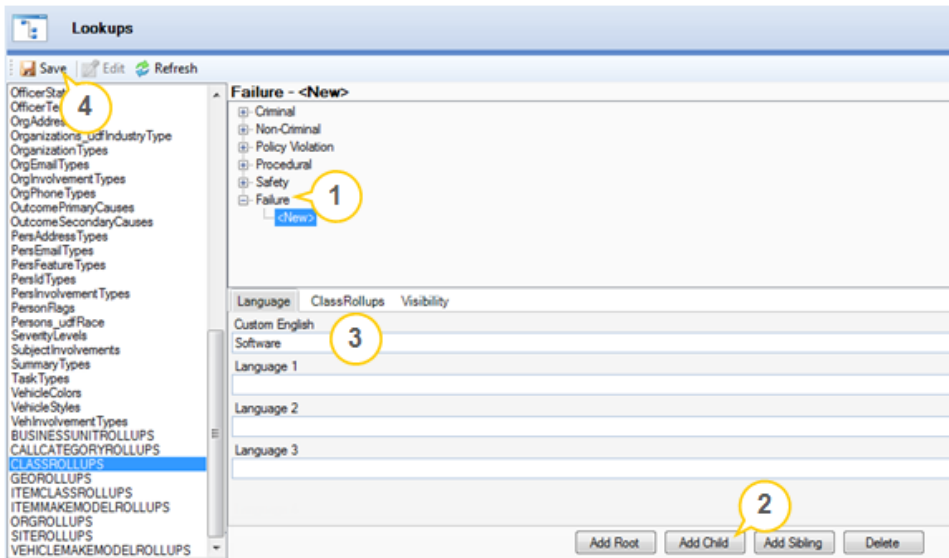 Lookups
Save Edit Refresh
OfficerStat
OfficerTe
OrgAddres
Organizations_udfIndustryType
OrganizationTypes
OrgEmailTypes
OrgInvolvementTypes
OrgPhoneTypes
OutcomePrimaryCauses
OutcomeSecondaryCauses
PersAddressTypes
PersEmailTypes
PersFeatureTypes
PersIdTypes
PersInvolvementTypes
PersonFlags
Persons_udfRace
SeverityLevels
SubjectInvolvements
SummaryTypes
TaskTypes
VehicleColors
VehicleStyles
VehInvolvementTypes
BUSINESSUNITROLLUPS
CALLCATEGORYROLLUPS
CLASSROLLUPS
GEOROLLUPS
ITEMCLASSROLLUPS
ITEMMAKEMODELROLLUPS
ORGROLLUPS
SITEROLLUPS
VEHICLEMAKEMODELROLLUPS
4
Failure - <New>
Criminal
Non-Criminal
Policy Violation
Procedural
Safety
Failure
<New>
1
Language ClassRollups Visibility
Custom English
Software
3
Language 1
Language 2
Language 3
2
Add Root Add Child Add Sibling Delete